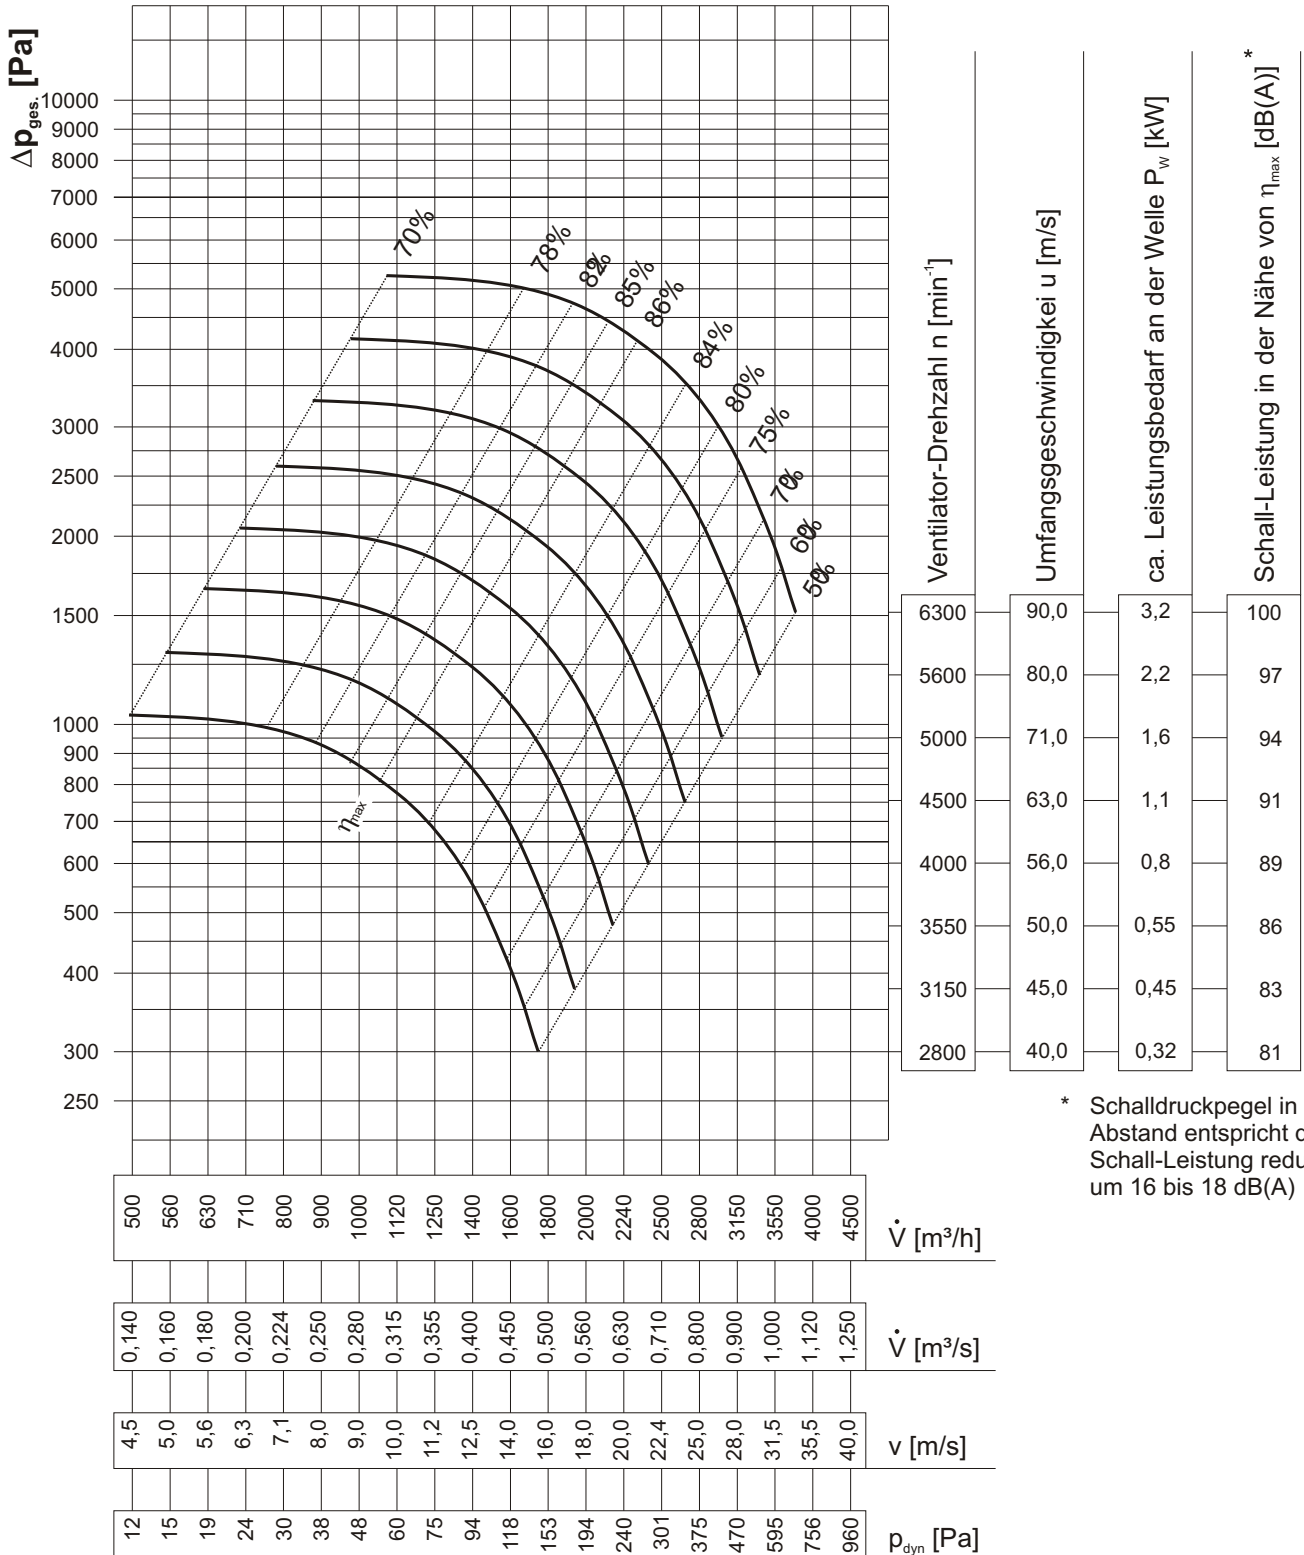 Δp ges. [Pa]
10000
9000
8000
7000
6000
5000
4000
3000
2500
2000
1500
1000
900
800
700
600
500
400
300
250
70%
78%
82%
85%
86%
84%
80%
75%
70%
60%
50%
ηmax
Ventilator-Drehzahl n [min⁻¹]
Umfangsgeschwindigkei u [m/s]
ca. Leistungsbedarf an der Welle PW [kW]
Schall-Leistung in der Nähe von ηmax [dB(A)] *
6300 90,0 3,2 100
5600 80,0 2,2 97
5000 71,0 1,6 94
4500 63,0 1,1 91
4000 56,0 0,8 89
3550 50,0 0,55 86
3150 45,0 0,45 83
2800 40,0 0,32 81
* Schalldruckpegel in
Abstand entspricht
Schall-Leistung
um 16 bis 18 dB(A)
500 560 630 710 800 900 1000 1120 1250 1400 1600 1800 2000 2240 2500 2800 3150 3550 4000 4500 V̇ [m³/h]
0,140 0,160 0,180 0,200 0,224 0,250 0,280 0,315 0,355 0,400 0,450 0,500 0,560 0,630 0,710 0,800 0,900 1,000 1,120 1,250 V̇ [m³/s]
4,5 5,0 5,6 6,3 7,1 8,0 9,0 10,0 11,2 12,5 14,0 16,0 18,0 20,0 22,4 25,0 28,0 31,5 35,5 40,0 v [m/s]
12 15 19 24 30 38 48 60 75 94 118 153 194 240 301 375 470 595 756 960 pdyn [Pa]